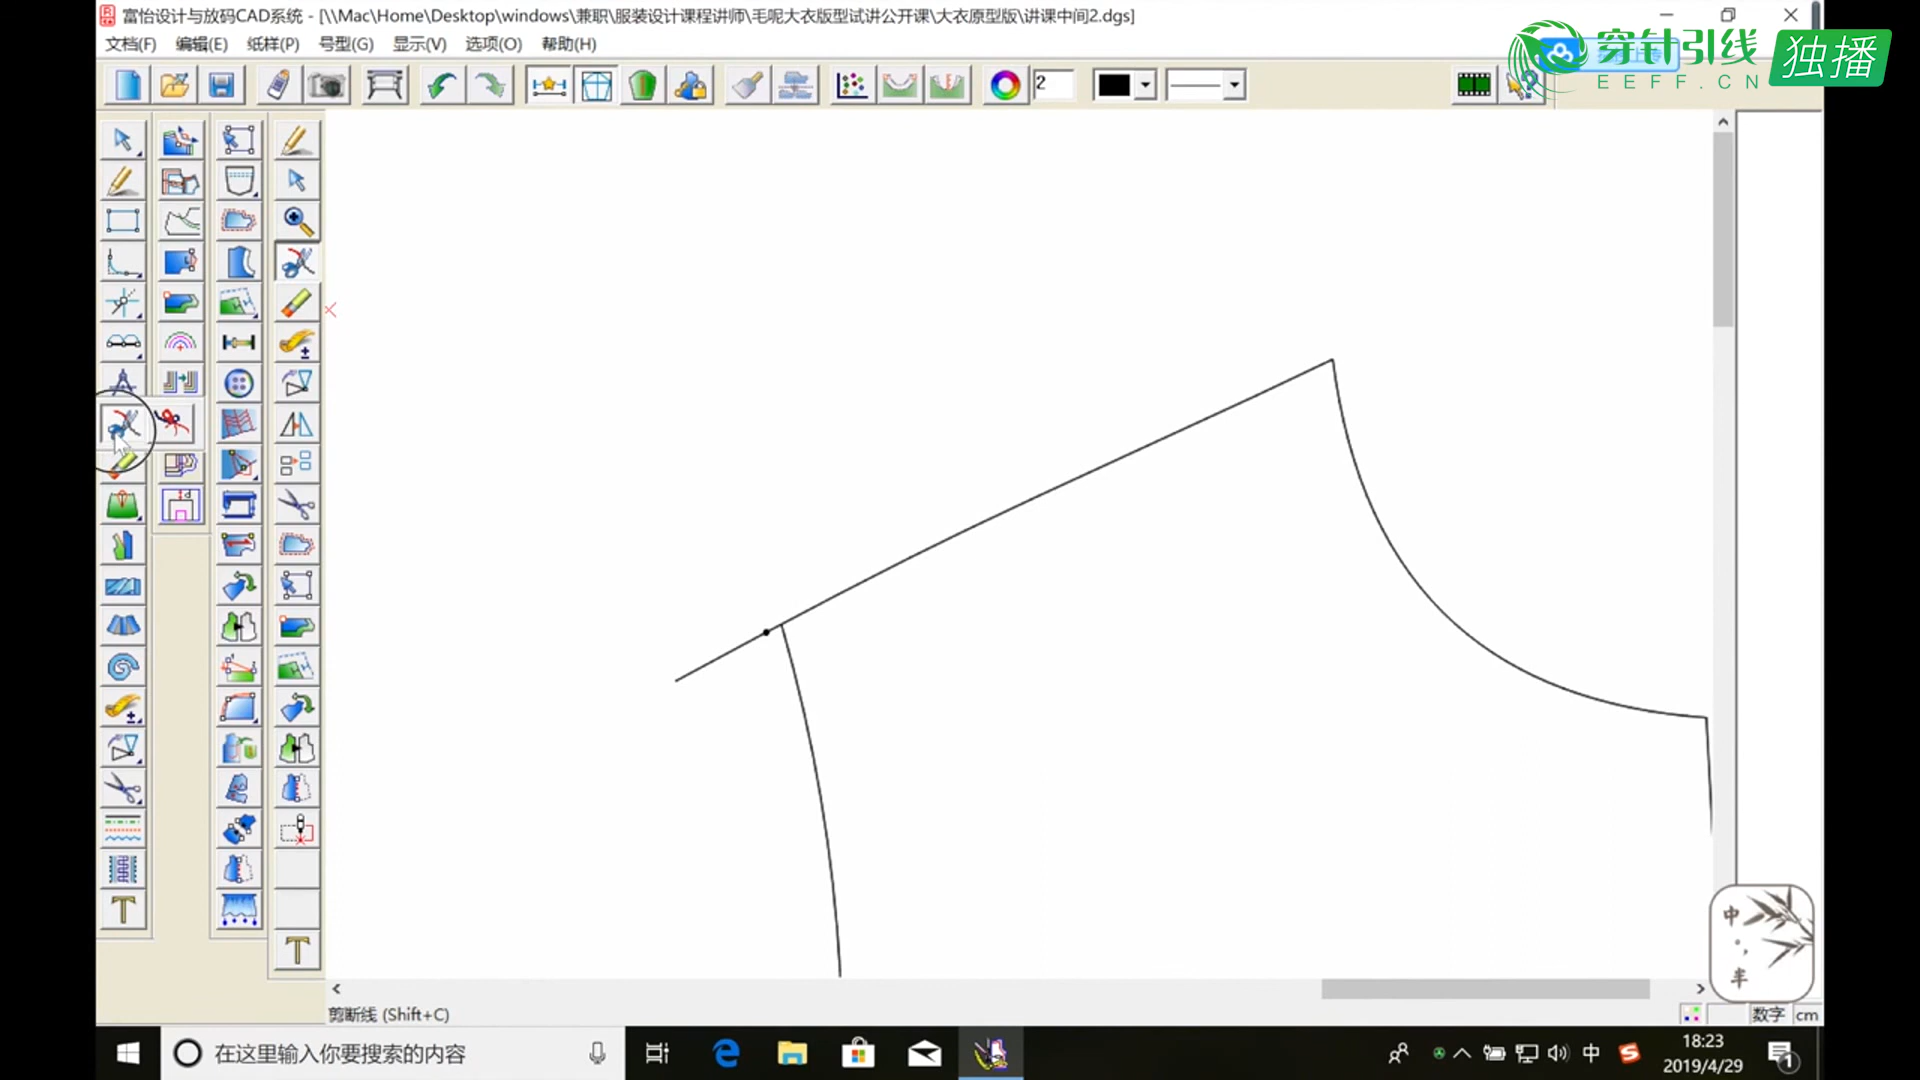 富怡设计与放码CAD系统 - [\\Mac\Home\Desktop\windows\兼职\服装设计课程讲师\毛呢大衣版型试讲公开课\大衣原型版\讲课中间2.dgs]
文档(F) 编辑(E) 纸样(P) 号型(G) 显示(V) 选项(O) 帮助(H)
穿针引线
EEFF.CN
独播
2
T
T
中
半
剪断线 (Shift+C)
数字 cm
在这里输入你要搜索的内容
中
18:23
2019/4/29
1